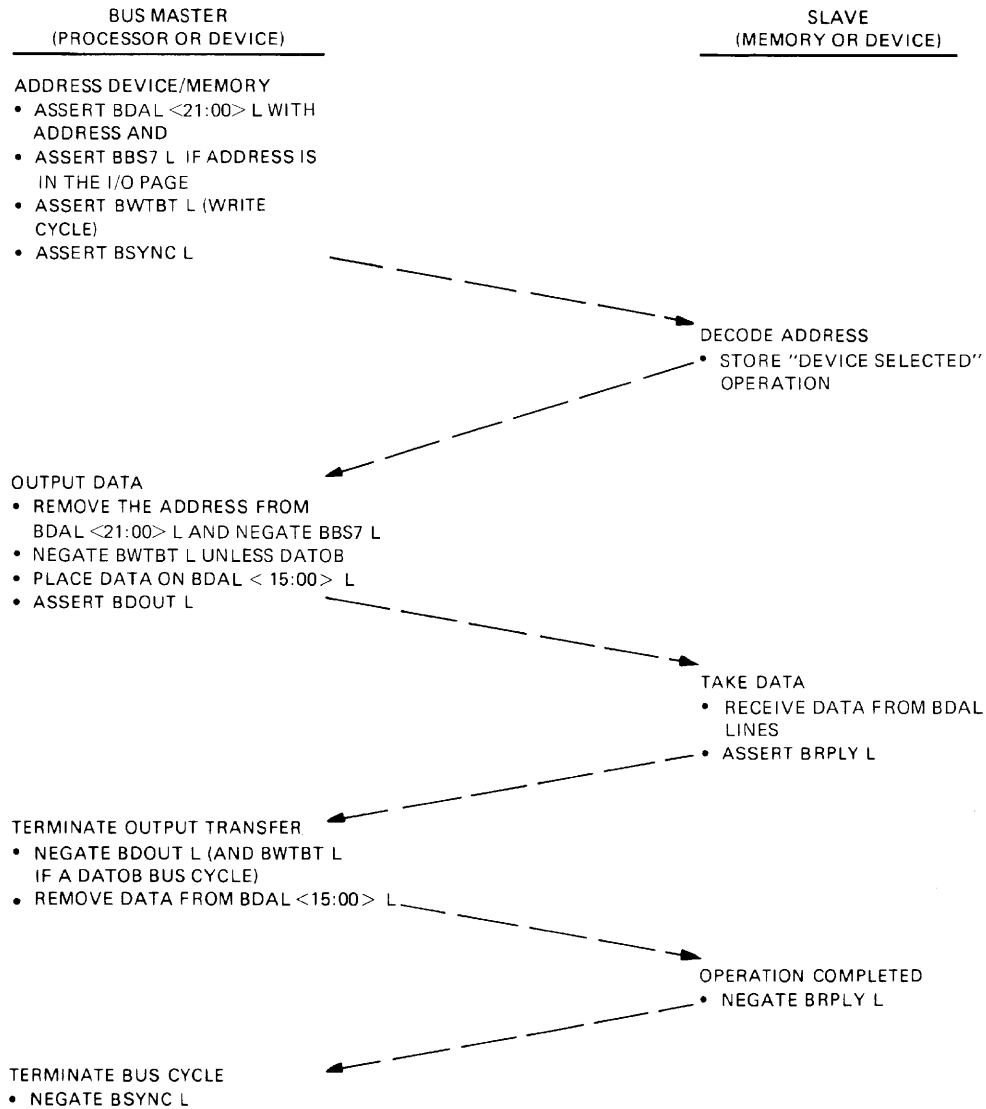 BUS MASTER
(PROCESSOR OR DEVICE)
SLAVE
(MEMORY OR DEVICE)
ADDRESS DEVICE/MEMORY
• ASSERT BDAL <21:00> L WITH
ADDRESS AND
• ASSERT BBS7 L IF ADDRESS IS
IN THE I/O PAGE
• ASSERT BWTBT L (WRITE
CYCLE)
• ASSERT BSYNC L
DECODE ADDRESS
• STORE "DEVICE SELECTED"
OPERATION
OUTPUT DATA
• REMOVE THE ADDRESS FROM
BDAL <21:00> L AND NEGATE BBS7 L
• NEGATE BWTBT L UNLESS DATOB
• PLACE DATA ON BDAL < 15:00> L
• ASSERT BDOUT L
TAKE DATA
• RECEIVE DATA FROM BDAL
LINES
• ASSERT BRPLY L
TERMINATE OUTPUT TRANSFER
• NEGATE BDOUT L (AND BWTBT L
IF A DATOB BUS CYCLE)
• REMOVE DATA FROM BDAL <15:00> L
OPERATION COMPLETED
• NEGATE BRPLY L
TERMINATE BUS CYCLE
• NEGATE BSYNC L